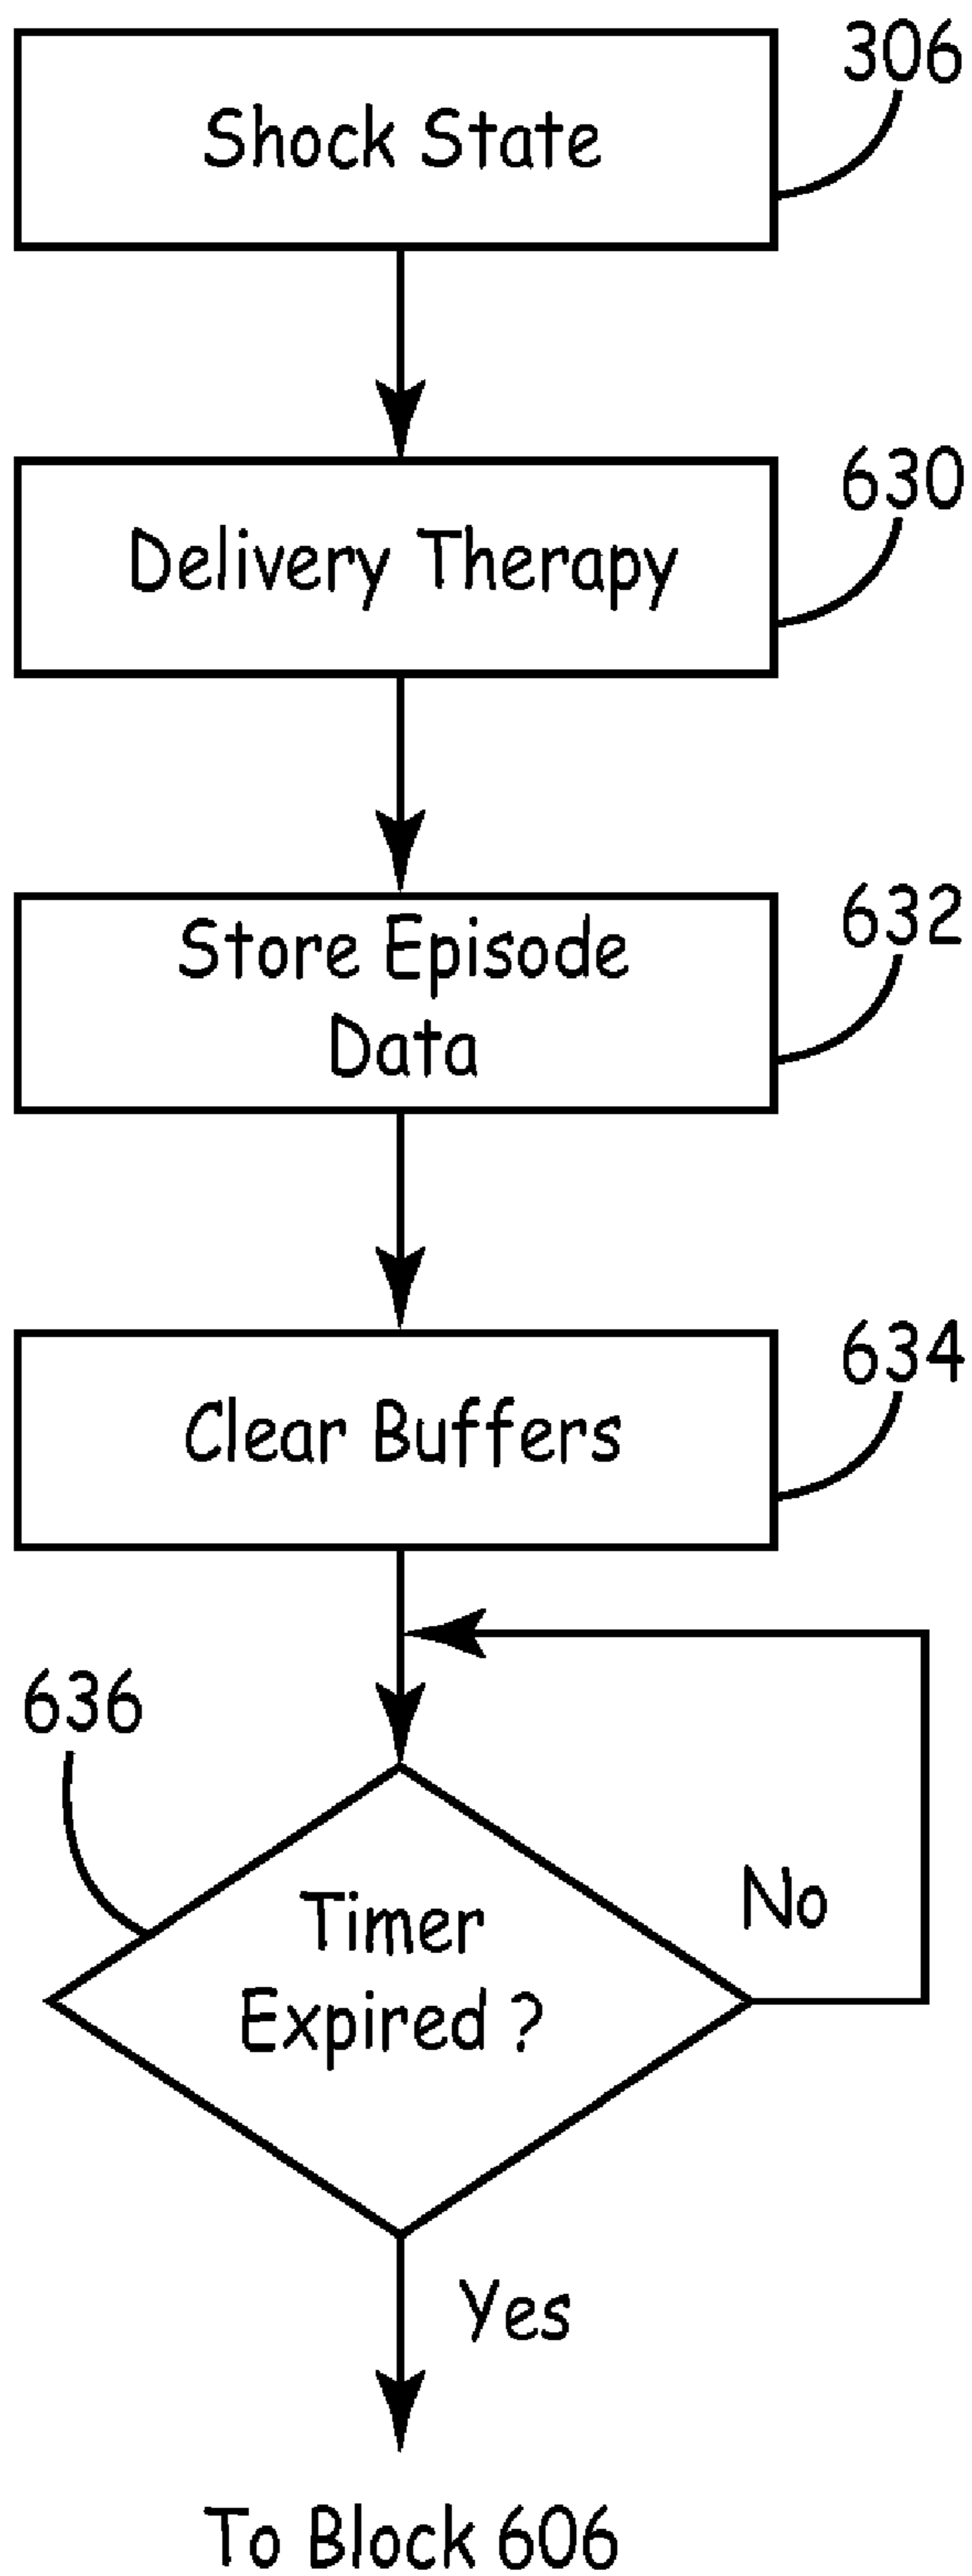 306
Shock State
630
Delivery Therapy
632
Store Episode
Data
634
Clear Buffers
636
Timer
Expired ?
No
Yes
To Block 606